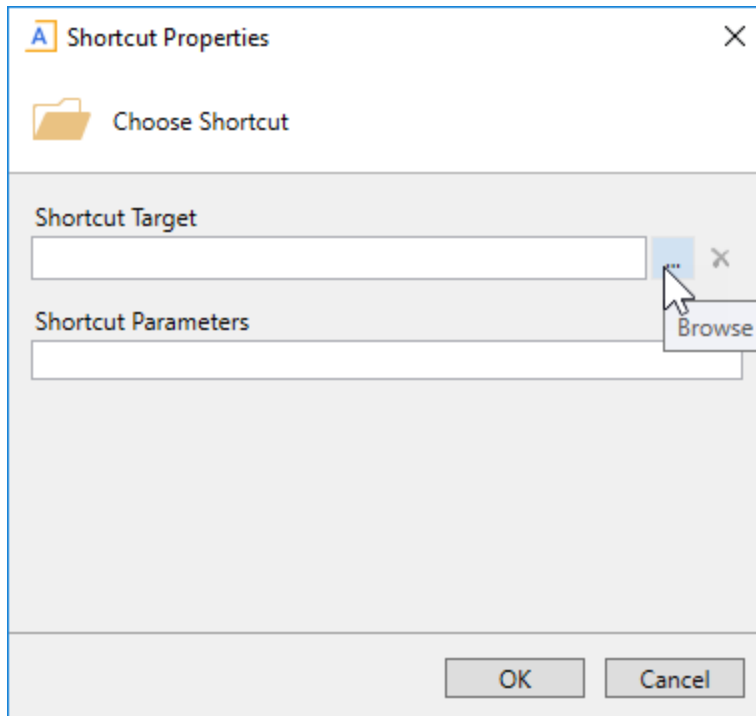 A Shortcut Properties
Choose Shortcut
Shortcut Target
...
Browse
Shortcut Parameters
OK Cancel